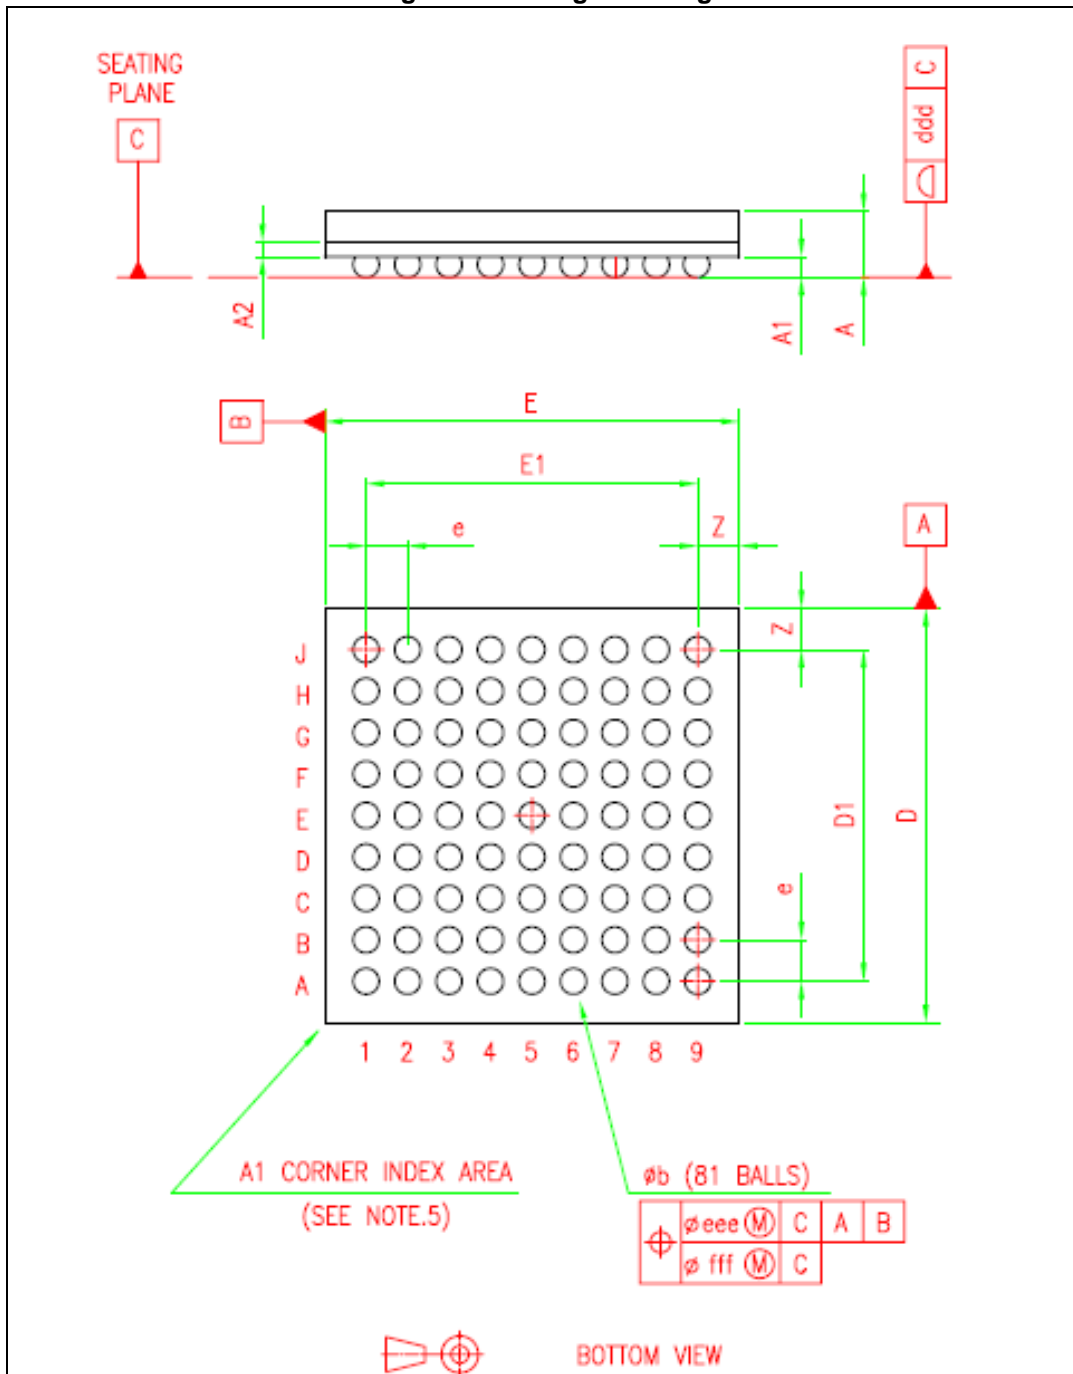 SEATING
PLANE
C
C
ddd
A2
A1
A
E
B
E1
e
Z
A
Z
J
H
G
F
E
D
C
B
A
D1
D
e
1 2 3 4 5 6 7 8 9
A1 CORNER INDEX AREA
(SEE NOTE.5)
øb (81 BALLS)
ø eee Ⓜ C A B
ø fff Ⓜ C
BOTTOM VIEW